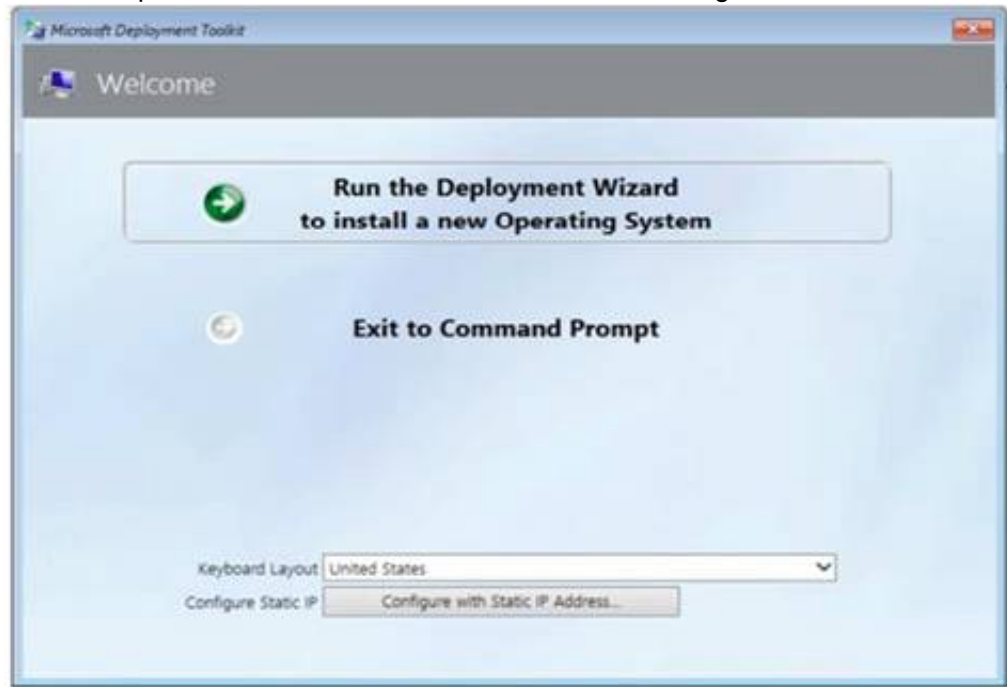 Microsoft Deployment Toolkit
Welcome
Run the Deployment Wizard
to install a new Operating System
Exit to Command Prompt
Keyboard Layout United States
Configure Static IP Configure with Static IP Address...